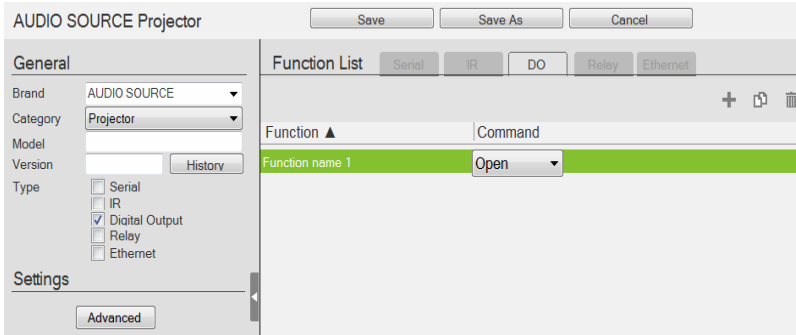 AUDIO SOURCE Projector Save Save As Cancel
General
Brand AUDIO SOURCE
Category Projector
Model
Version History
Type Serial
IR
Digital Output
Relay
Ethernet
Settings
Advanced
Function List Serial IR DO Relay Ethernet
Function ▲ Command
Function name 1 Open